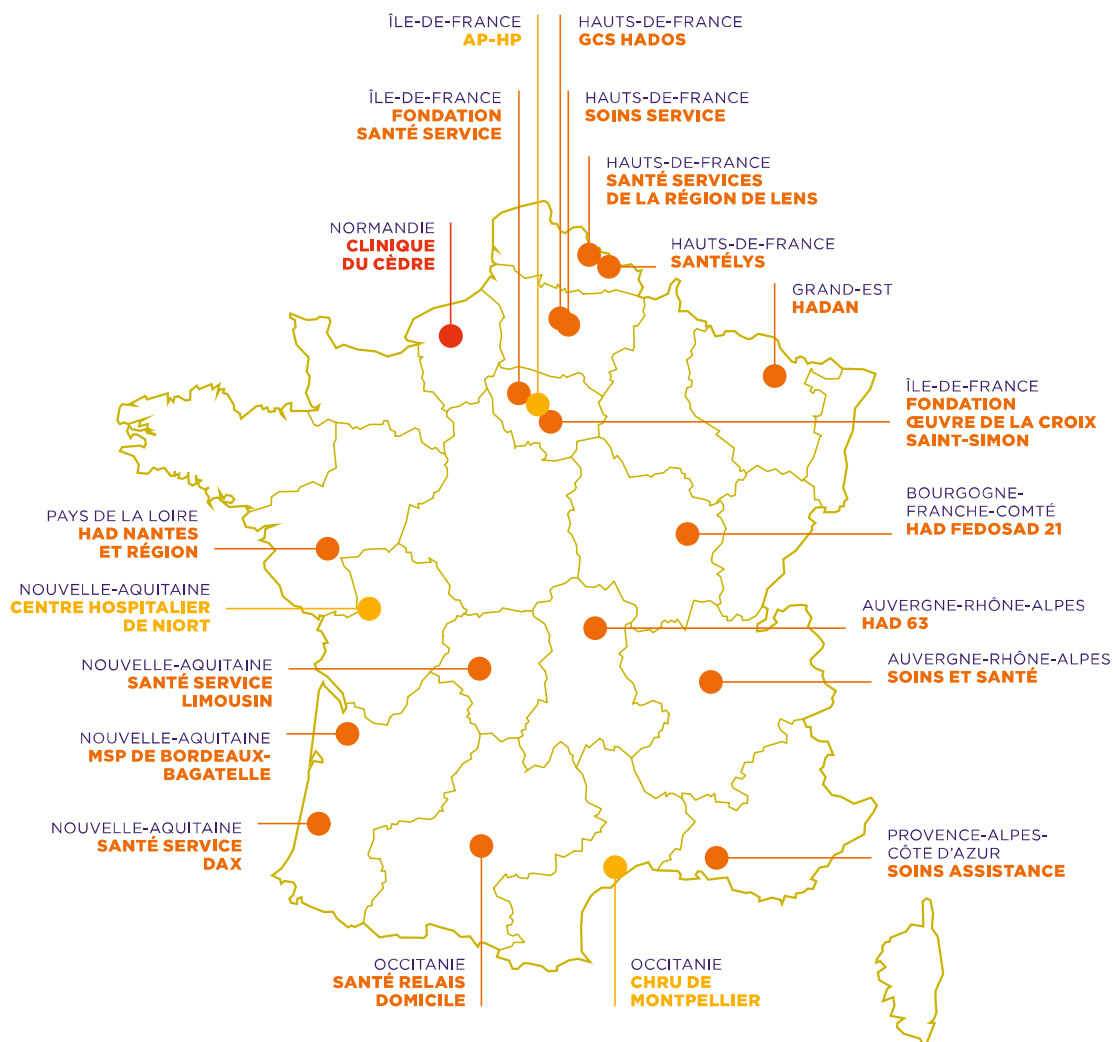 ÎLE-DE-FRANCE
AP-HP
HAUTS-DE-FRANCE
GCS HADOS
ÎLE-DE-FRANCE
FONDATION
SANTÉ SERVICE
HAUTS-DE-FRANCE
SOINS SERVICE
HAUTS-DE-FRANCE
SANTÉ SERVICES
DE LA RÉGION DE LENS
NORMANDIE
CLINIQUE
DU CÈDRE
HAUTS-DE-FRANCE
SANTÉLYS
GRAND-EST
HADAN
ÎLE-DE-FRANCE
FONDATION
ŒUVRE DE LA CROIX
SAINT-SIMON
BOURGOGNE-
FRANCHE-COMTÉ
HAD FEDOSAD 21
PAYS DE LA LOIRE
HAD NANTES
ET RÉGION
NOUVELLE-AQUITAINE
CENTRE HOSPITALIER
DE NIORT
AUVERGNE-RHÔNE-ALPES
HAD 63
AUVERGNE-RHÔNE-ALPES
SOINS ET SANTÉ
NOUVELLE-AQUITAINE
SANTÉ SERVICE
LIMOUSIN
NOUVELLE-AQUITAINE
MSP DE BORDEAUX-
BAGATELLE
NOUVELLE-AQUITAINE
SANTÉ SERVICE
DAX
PROVENCE-ALPES-
CÔTE D'AZUR
SOINS ASSISTANCE
OCCITANIE
SANTÉ RELAIS
DOMICILE
OCCITANIE
CHRU DE
MONTPELLIER